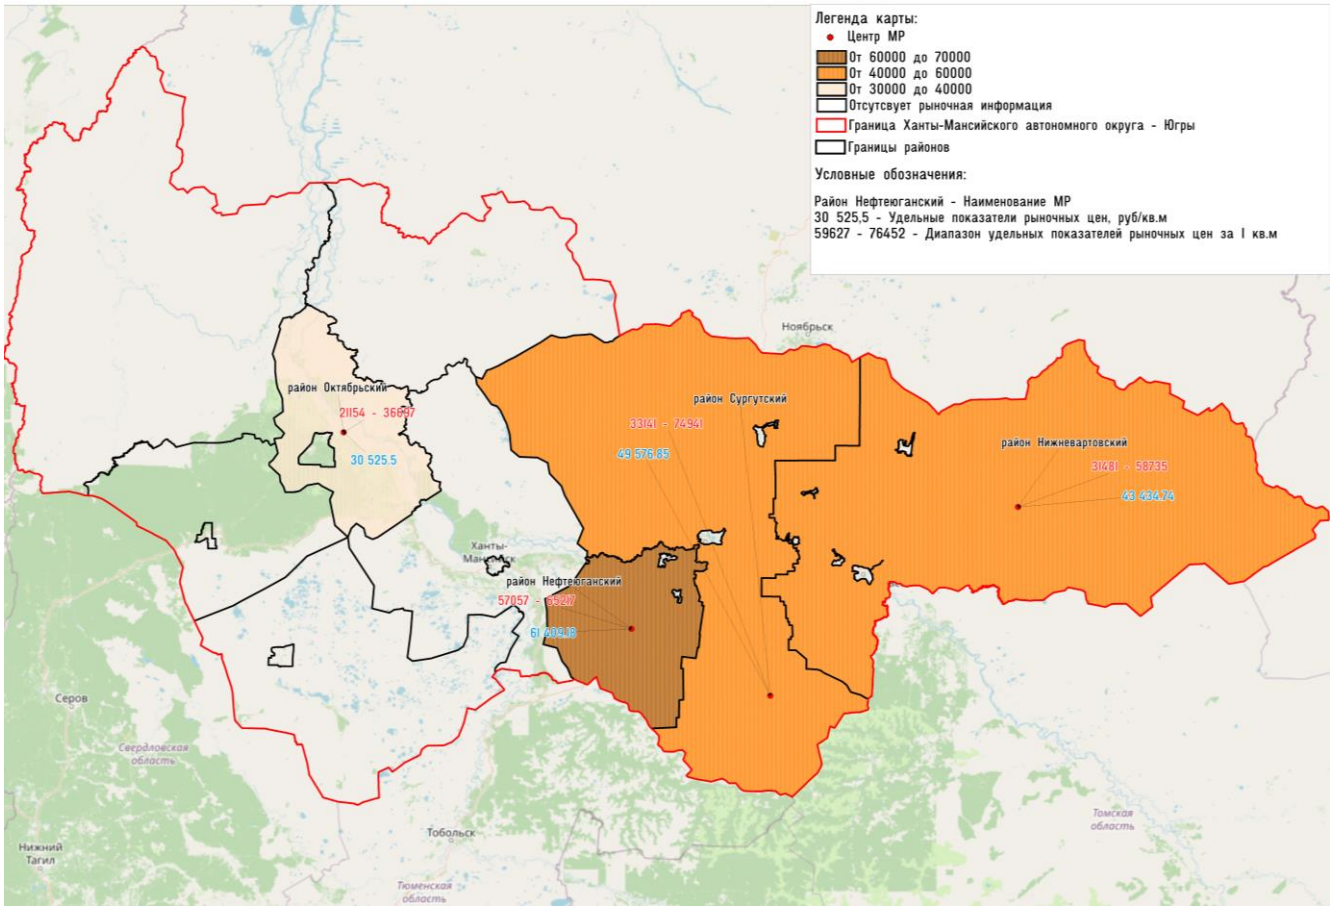 Легенда карты:
Центр МР
От 60000 до 70000
От 40000 до 60000
От 30000 до 40000
Отсутсвует рыночная информация
Граница Ханты-Мансийского автономного округа - Югры
Границы районов
Условные обозначения:
Район Нефтеюганский - Наименование МР
30 525,5 - Удельные показатели рыночных цен, руб/кв.м
59627 - 76452 - Диапазон удельных показателей рыночных цен за 1 кв.м
Ноябрьск
район Октябрьский
21154 - 36697
30 525.5
район Сургутский
33141 - 74941
49 576.85
район Нижневартовский
31481 - 58735
43 434.74
Ханты-
Мансийск
район Нефтеюганский
57057 - 65217
61 409.18
Серов
Свердловская
область
Тобольск
Нижний
Тагил
Тюменская
область
Томская
область